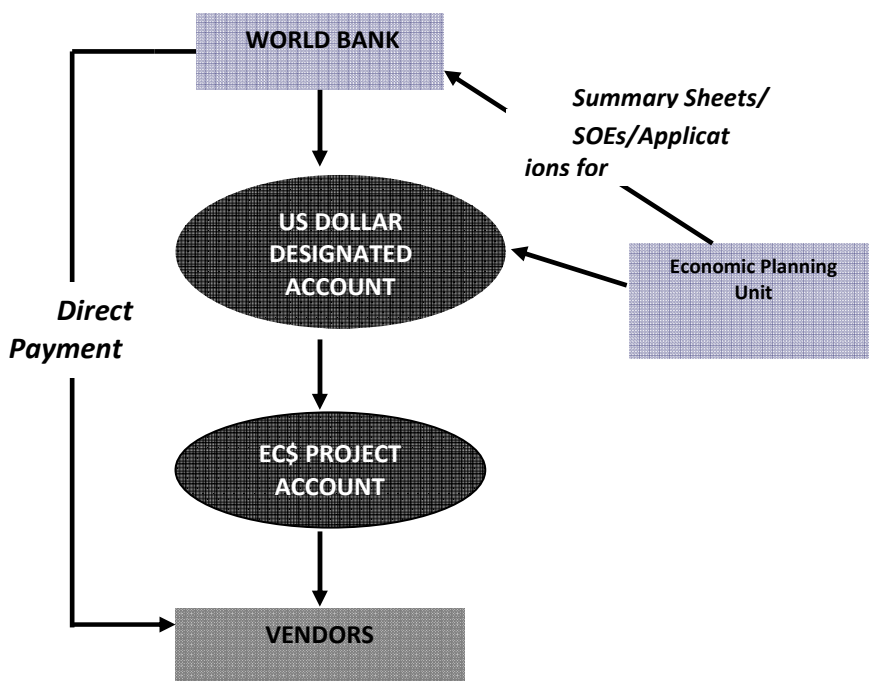 WORLD BANK
Summary Sheets/
SOEs/Applicat
ions for
US DOLLAR
DESIGNATED
ACCOUNT
Economic Planning
Unit
Direct
Payment
EC$ PROJECT
ACCOUNT
VENDORS